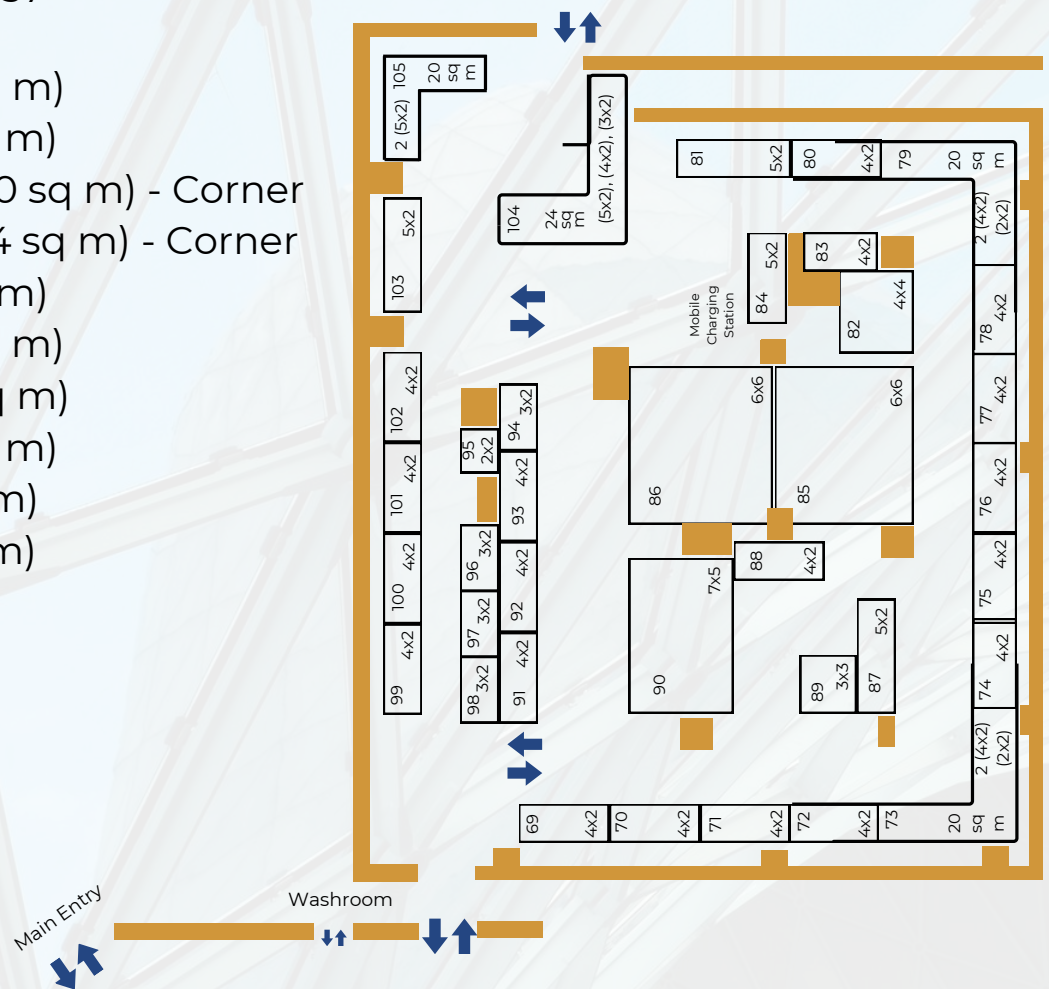 m)
m)
0 sq m) - Corner
4 sq m) - Corner
m)
m)
q m)
m)
m)
m)
105
20
sq
m
2 (5x2)
(5x2), (4x2), (3x2)
104
24
sq
m
103
5x2
102
4x2
101
4x2
100
4x2
99
4x2
81
5x2
80
4x2
79
20
sq
m
2 (4x2)
(2x2)
83
4x2
84
5x2
82
4x4
Mobile
Charging
Station
78
4x2
77
4x2
76
4x2
75
4x2
74
4x2
2 (4x2)
(2x2)
86
6x6
85
6x6
94
3x2
95
2x2
93
4x2
96
3x2
92
4x2
97
3x2
91
4x2
98
3x2
88
4x2
90
7x5
89
3x3
87
5x2
69
4x2
70
4x2
71
4x2
72
4x2
73
20
sq
m
Washroom
Main Entry